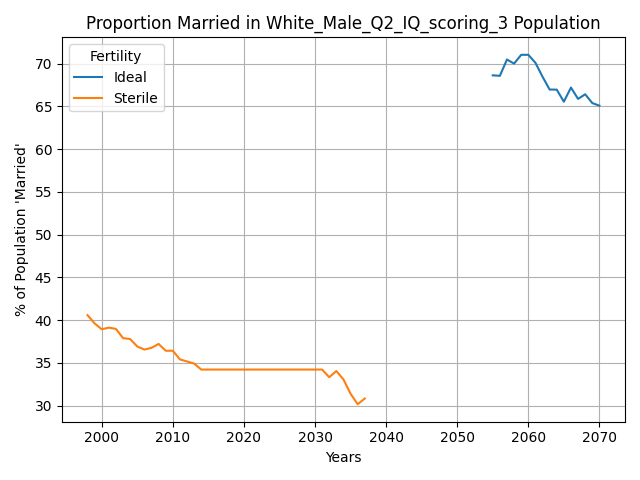 Proportion Married in White_Male_Q2_IQ_scoring_3 Population
Fertility
Ideal
Sterile
% of Population 'Married'
70
65
60
55
50
45
40
35
30
2000 2010 2020 2030 2040 2050 2060 2070
Years